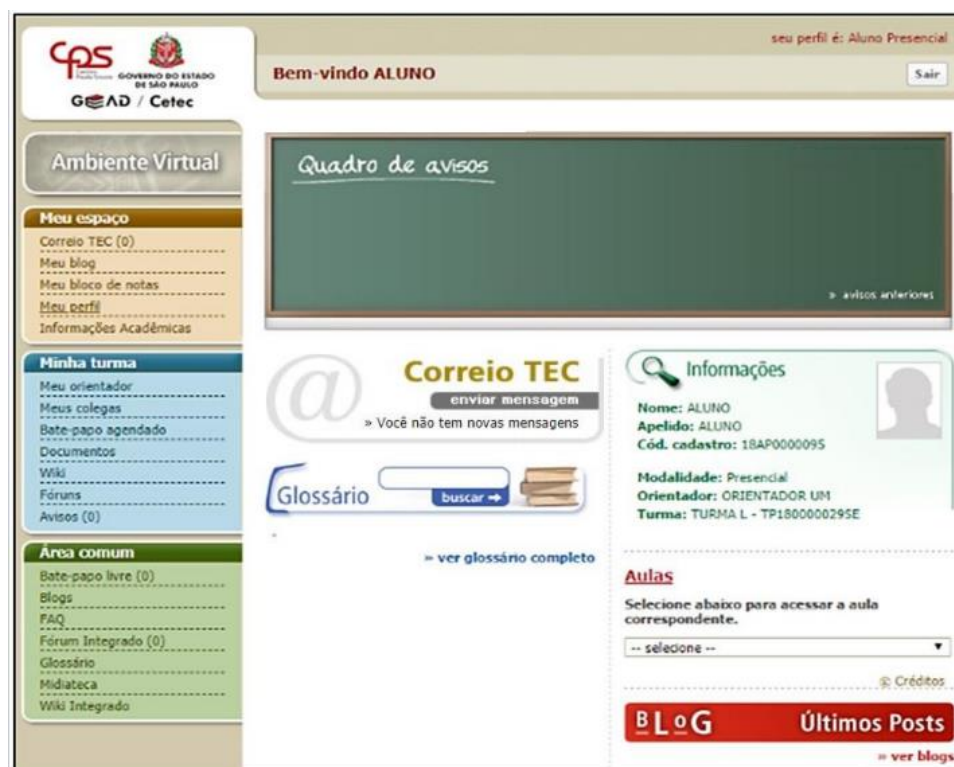 seu perfil é: Aluno Presencial
cps
Centro
Paula Souza
GOVERNO DO ESTADO
DE SÃO PAULO
GEAD / Cetec
Bem-vindo ALUNO
Sair
Ambiente Virtual
Meu espaço
Correio TEC (0)
Meu blog
Meu bloco de notas
Meu perfil
Informações Acadêmicas
Minha turma
Meu orientador
Meus colegas
Bate-papo agendado
Documentos
Wiki
Fóruns
Avisos (0)
Área comum
Bate-papo livre (0)
Blogs
FAQ
Fórum Integrado (0)
Glossário
Midiateca
Wiki Integrado
Quadro de avisos
» avisos anteriores
@
Correio TEC
enviar mensagem
» Você não tem novas mensagens
Glossário
buscar
» ver glossário completo
Informações
Nome: ALUNO
Apelido: ALUNO
Cód. cadastro: 18AP0000095
Modalidade: Presencial
Orientador: ORIENTADOR UM
Turma: TURMA L - TP180000029SE
Aulas
Selecione abaixo para acessar a aula
correspondente.
-- selecione --
© Créditos
BLoG Últimos Posts
» ver blogs